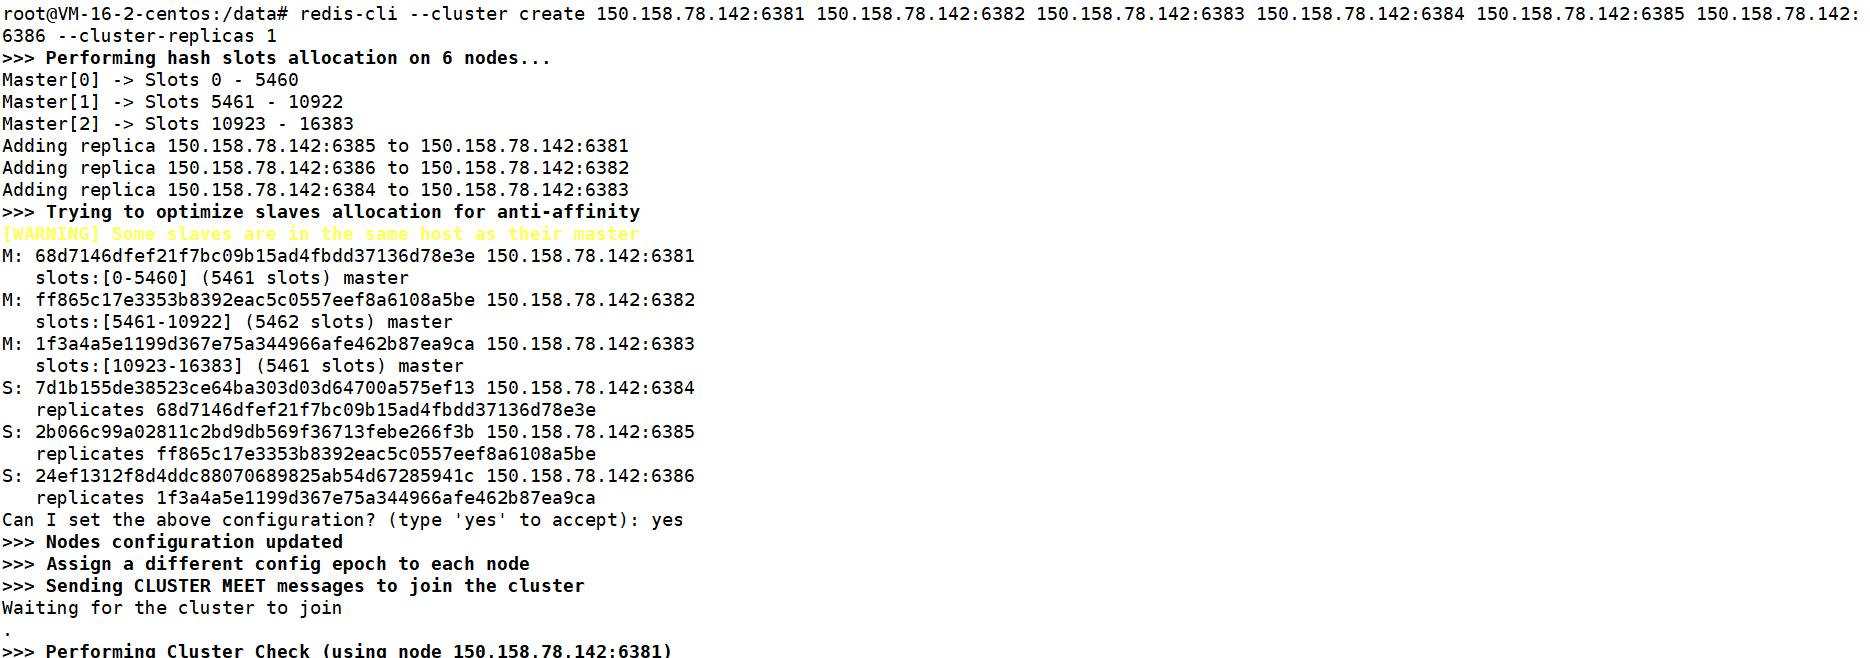 root@VM-16-2-centos:/data# redis-cli --cluster create 150.158.78.142:6381 150.158.78.142:6382 150.158.78.142:6383 150.158.78.142:6384 150.158.78.142:6385 150.158.78.142:
6386 --cluster-replicas 1
>>> Performing hash slots allocation on 6 nodes...
Master[0] -> Slots 0 - 5460
Master[1] -> Slots 5461 - 10922
Master[2] -> Slots 10923 - 16383
Adding replica 150.158.78.142:6385 to 150.158.78.142:6381
Adding replica 150.158.78.142:6386 to 150.158.78.142:6382
Adding replica 150.158.78.142:6384 to 150.158.78.142:6383
>>> Trying to optimize slaves allocation for anti-affinity
[WARNING] Some slaves are in the same host as their master
M: 68d7146dfef21f7bc09b15ad4fbdd37136d78e3e 150.158.78.142:6381
   slots:[0-5460] (5461 slots) master
M: ff865c17e3353b8392eac5c0557eef8a6108a5be 150.158.78.142:6382
   slots:[5461-10922] (5462 slots) master
M: 1f3a4a5e1199d367e75a344966afe462b87ea9ca 150.158.78.142:6383
   slots:[10923-16383] (5461 slots) master
S: 7d1b155de38523ce64ba303d03d64700a575ef13 150.158.78.142:6384
   replicates 68d7146dfef21f7bc09b15ad4fbdd37136d78e3e
S: 2b066c99a02811c2bd9db569f36713febe266f3b 150.158.78.142:6385
   replicates ff865c17e3353b8392eac5c0557eef8a6108a5be
S: 24ef1312f8d4ddc88070689825ab54d67285941c 150.158.78.142:6386
   replicates 1f3a4a5e1199d367e75a344966afe462b87ea9ca
Can I set the above configuration? (type 'yes' to accept): yes
>>> Nodes configuration updated
>>> Assign a different config epoch to each node
>>> Sending CLUSTER MEET messages to join the cluster
Waiting for the cluster to join
.
>>> Performing Cluster Check (using node 150.158.78.142:6381)